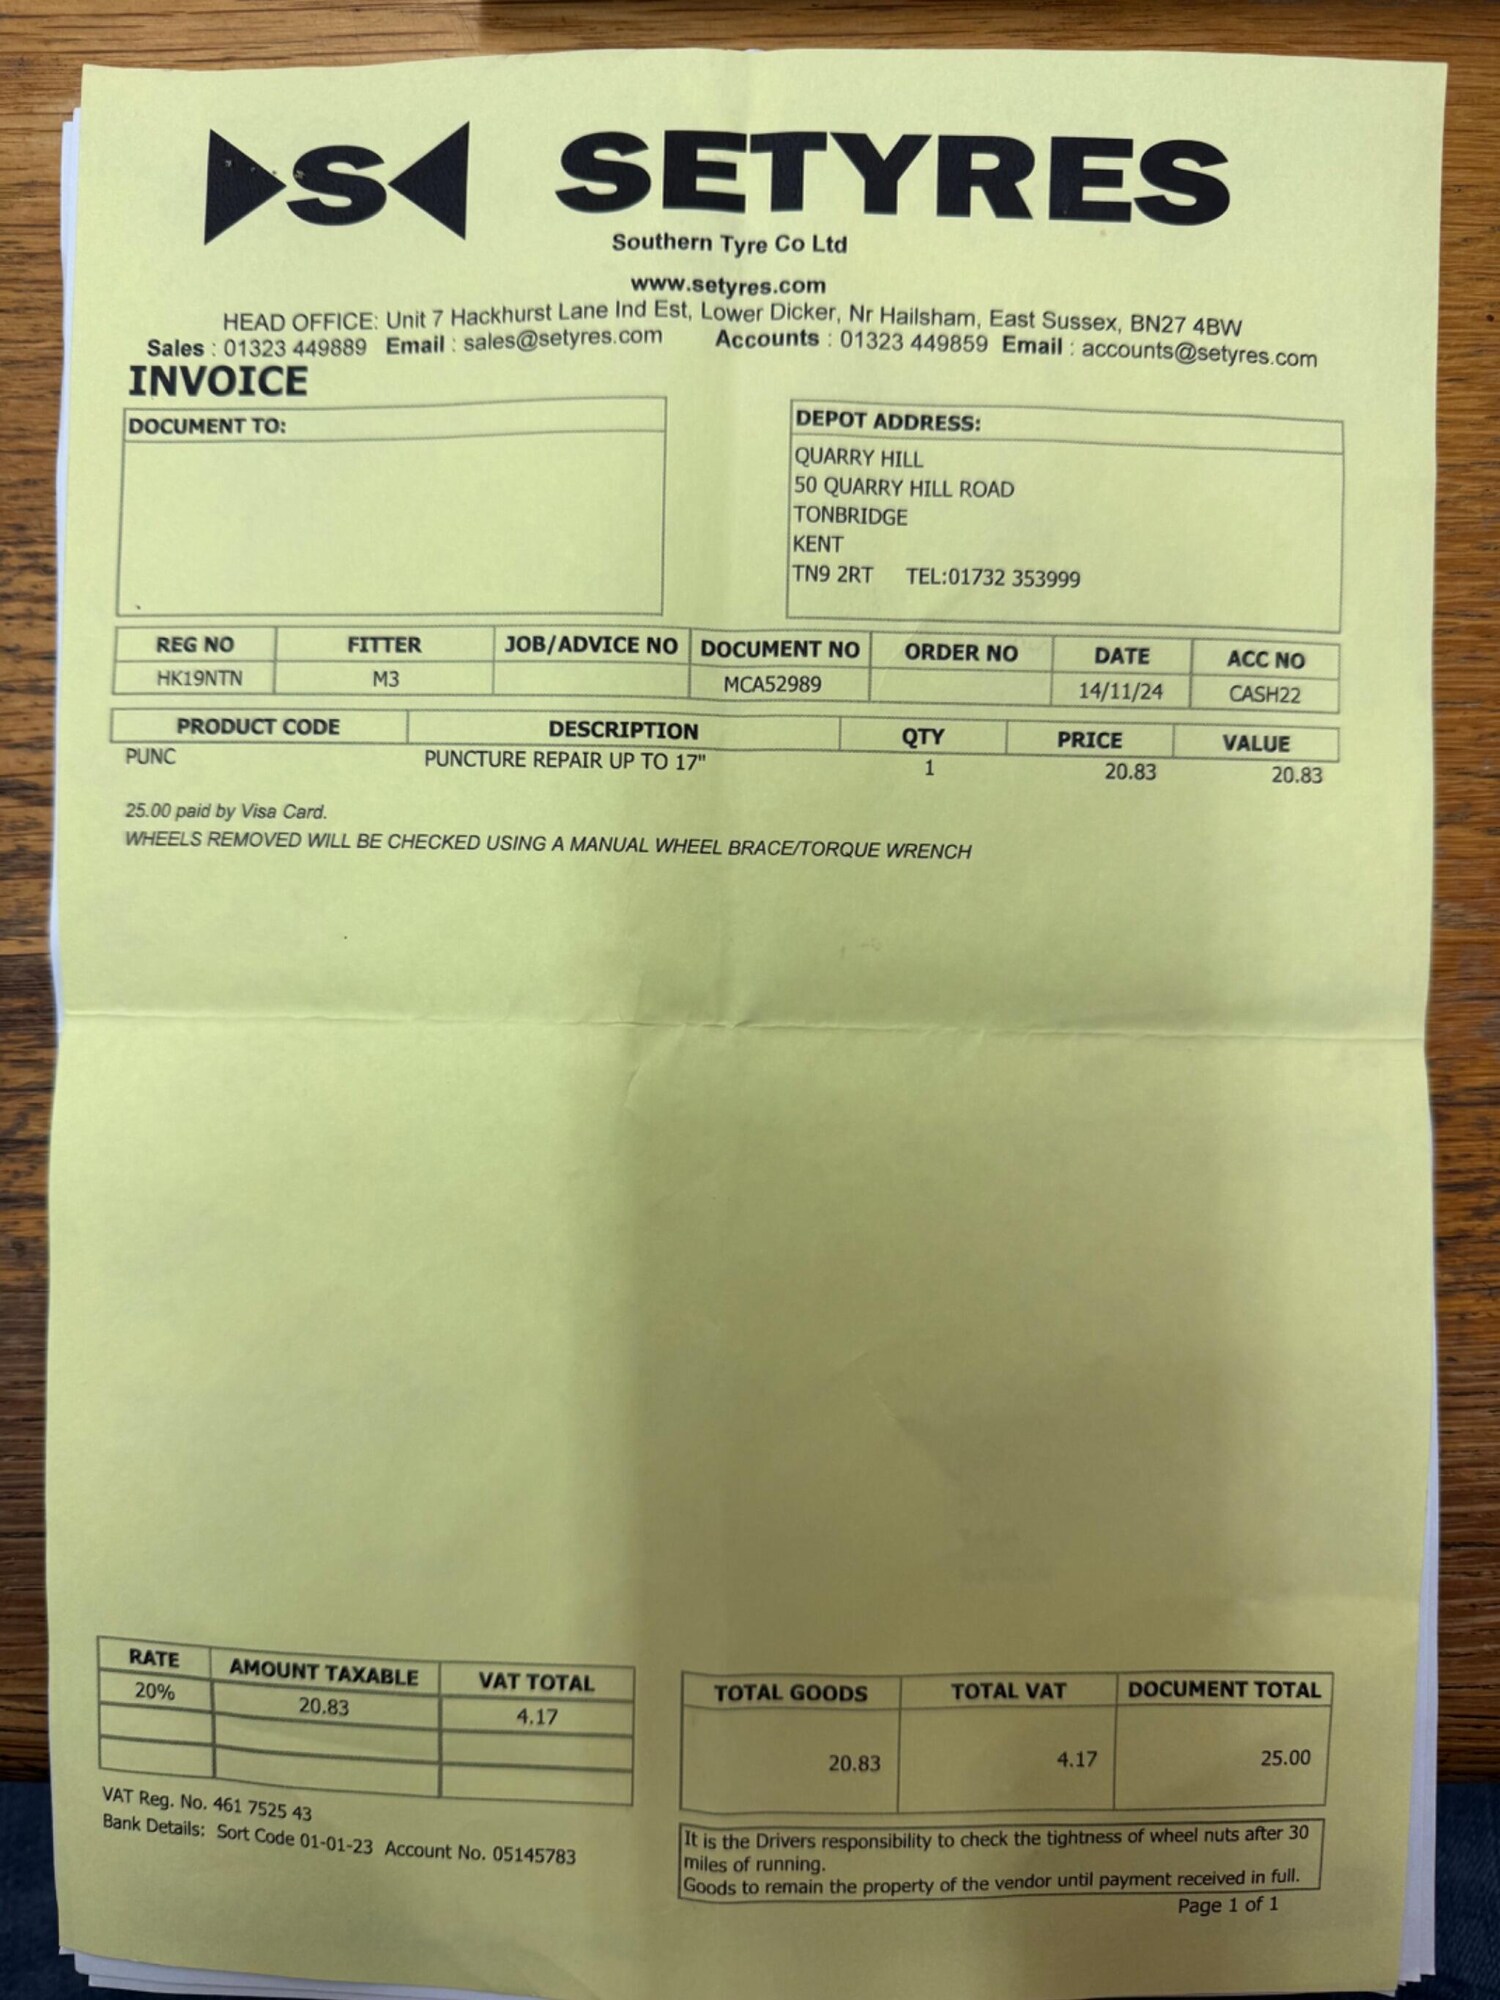 S SETYRES
Southern Tyre Co Ltd
www.setyres.com
HEAD OFFICE: Unit 7 Hackhurst Lane Ind Est, Lower Dicker, Nr Hailsham, East Sussex, BN27 4BW
Sales : 01323 449889 Email : sales@setyres.com Accounts : 01323 449859 Email : accounts@setyres.com
INVOICE
DOCUMENT TO:
DEPOT ADDRESS:
QUARRY HILL
50 QUARRY HILL ROAD
TONBRIDGE
KENT
TN9 2RT TEL:01732 353999
REG NO FITTER JOB/ADVICE NO DOCUMENT NO ORDER NO DATE ACC NO
HK19NTN M3 MCA52989 14/11/24 CASH22
PRODUCT CODE DESCRIPTION QTY PRICE VALUE
PUNC PUNCTURE REPAIR UP TO 17" 1 20.83 20.83
25.00 paid by Visa Card.
WHEELS REMOVED WILL BE CHECKED USING A MANUAL WHEEL BRACE/TORQUE WRENCH
RATE AMOUNT TAXABLE VAT TOTAL
20% 20.83 4.17
TOTAL GOODS TOTAL VAT DOCUMENT TOTAL
20.83 4.17 25.00
VAT Reg. No. 461 7525 43
Bank Details: Sort Code 01-01-23 Account No. 05145783
It is the Drivers responsibility to check the tightness of wheel nuts after 30
miles of running.
Goods to remain the property of the vendor until payment received in full.
Page 1 of 1